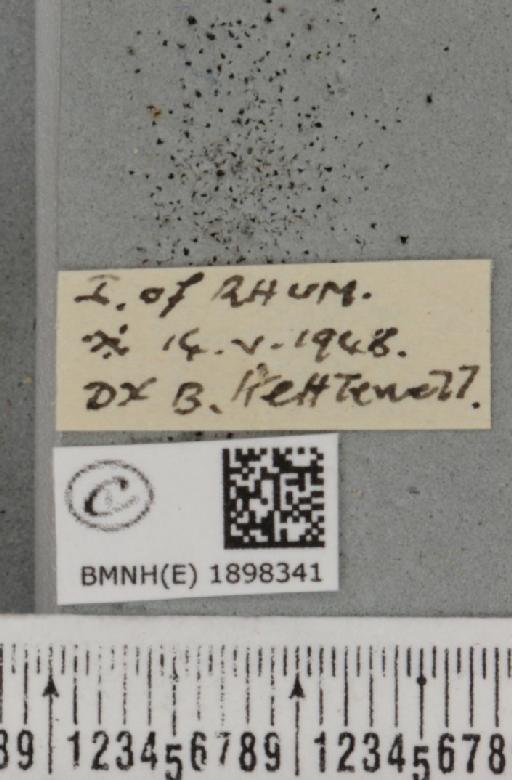 I. of RHUM.
14.V.1948.
DR B. Kettlewell.
C
BMNH(E) 1898341
89 123456789 12345678